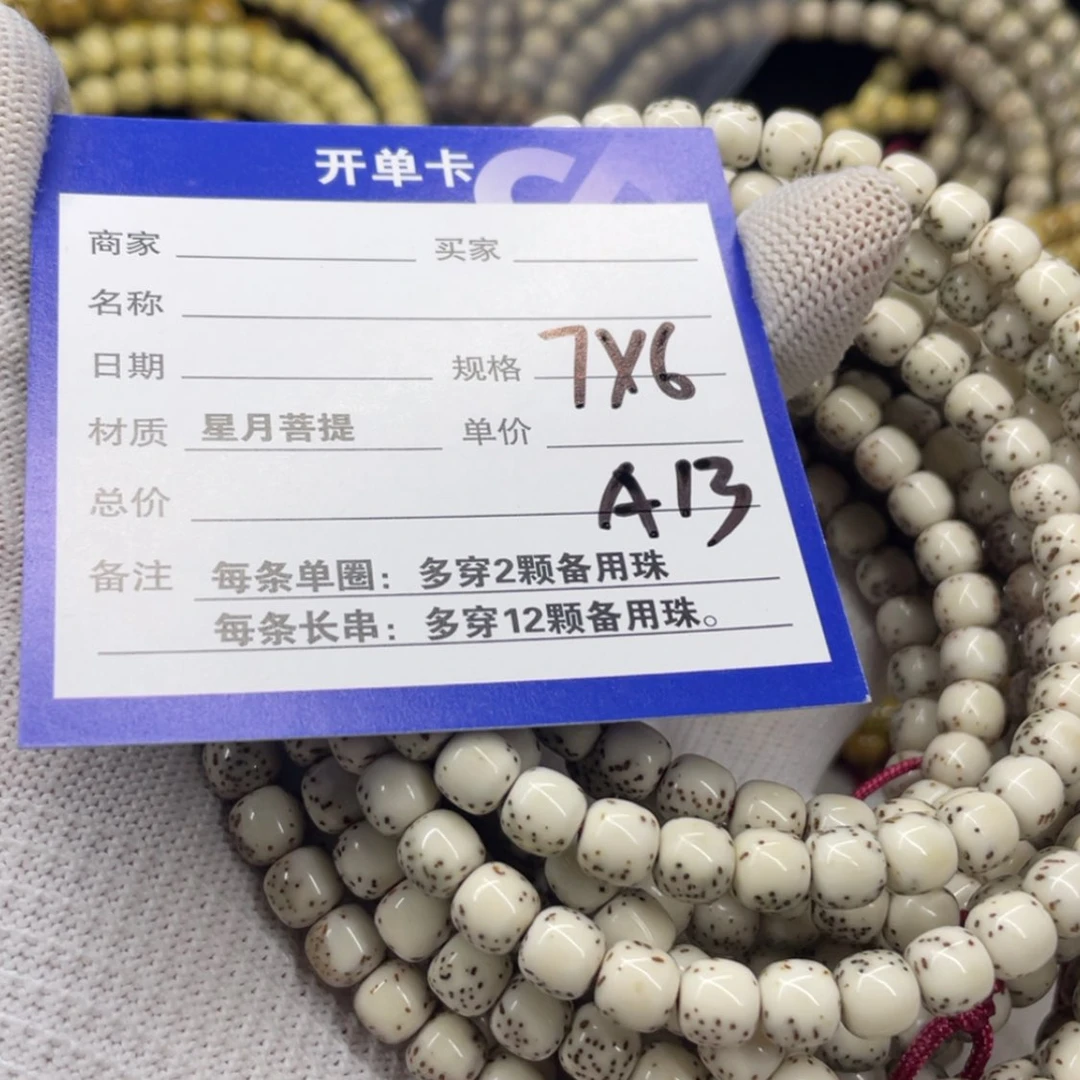 开单卡
商家 买家
名称
日期 规格 7X6
材质 星月菩提 单价
总价 A13
备注 每条单圈：多穿2颗备用珠
每条长串：多穿12颗备用珠。